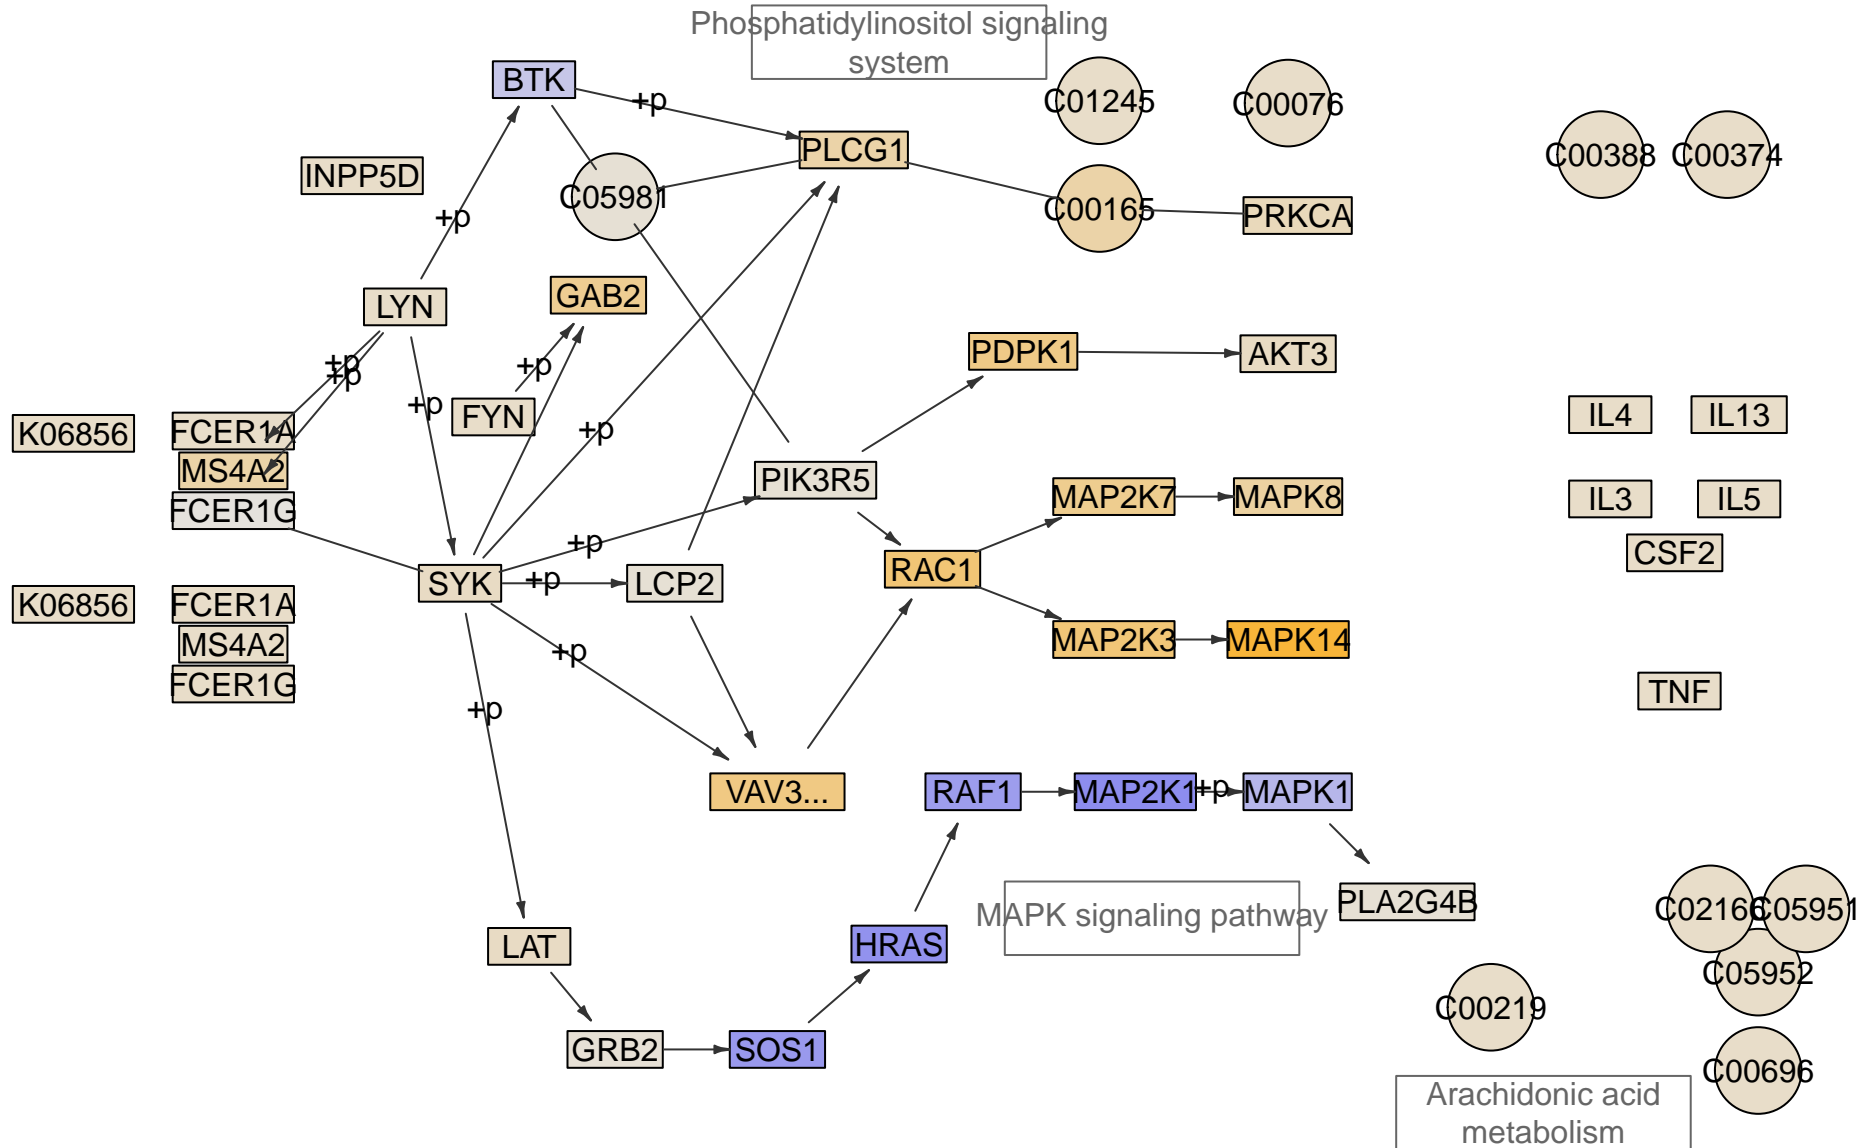 Phosphatidylinositol signaling
system
BTK
+p
C01245
C00076
PLCG1
C00388
C00374
INPP5D
C05981
C00165
PRKCA
+p
LYN
GAB2
PDPK1
AKT3
+p
+p
+p
+p
FYN
IL4
IL13
K06856
FCER1A
+p
MS4A2
PIK3R5
MAP2K7
MAPK8
IL3
IL5
FCER1G
+p
CSF2
RAC1
SYK
+p
LCP2
K06856
FCER1A
MS4A2
+p
MAP2K3
MAPK14
FCER1G
TNF
+p
VAV3...
RAF1
MAP2K1
+p
MAPK1
PLA2G4B
MAPK signaling pathway
C02166
C05951
LAT
HRAS
C05952
C00219
GRB2
SOS1
C00696
Arachidonic acid
metabolism